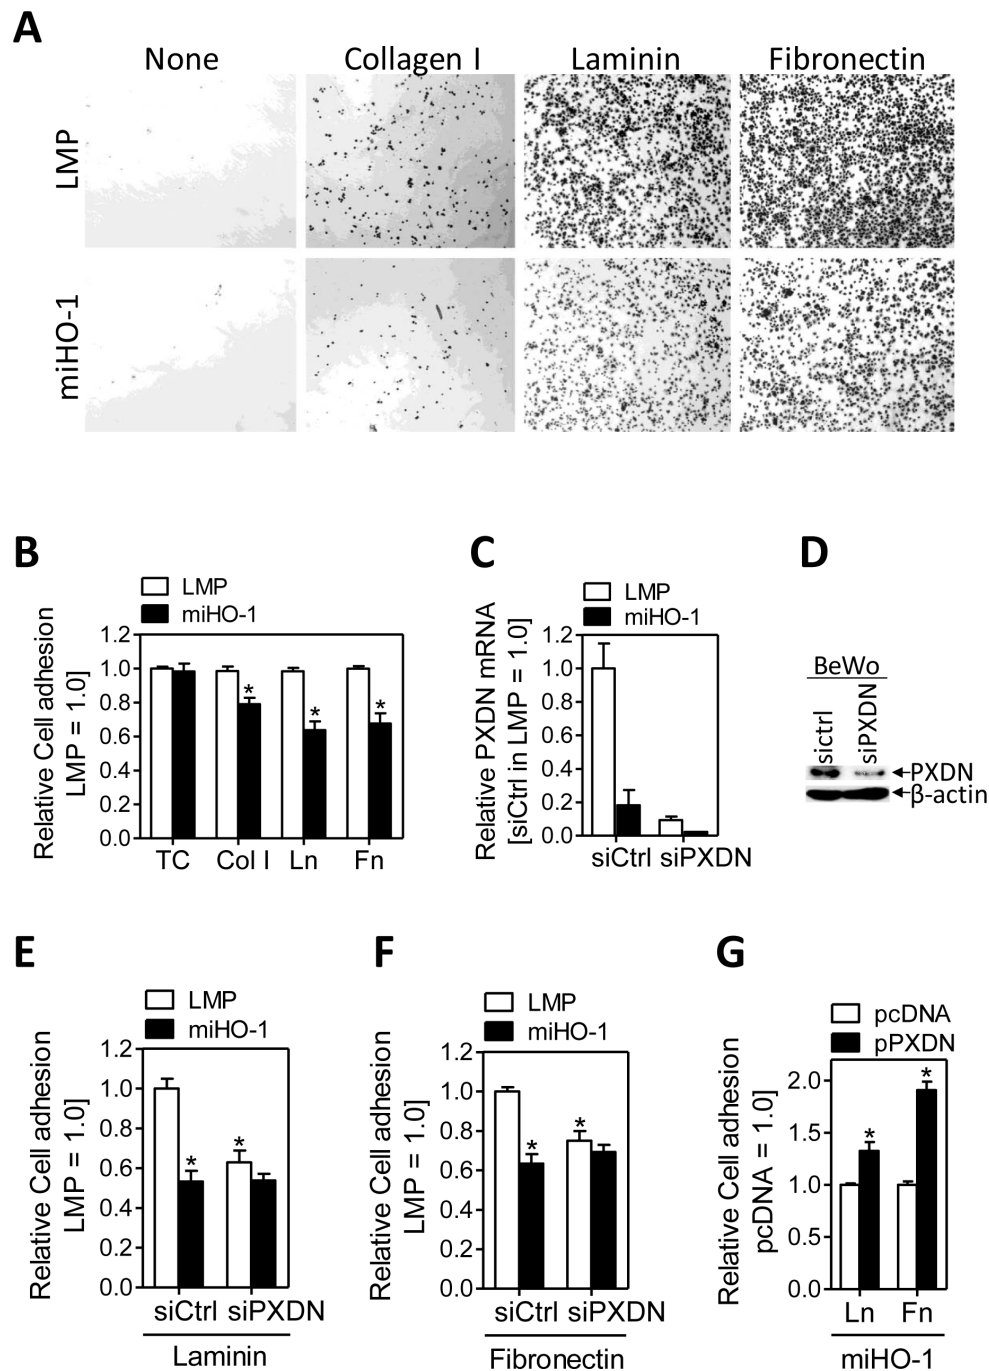 A
None Collagen I Laminin Fibronectin
LMP
miHO-1
B
LMP
miHO-1
Relative Cell adhesion
LMP = 1.0]
1.2
1.0
0.8
0.6
0.4
0.2
0.0
* * *
TC Col I Ln Fn
C
LMP
miHO-1
Relative PXDN mRNA
[siCtrl in LMP = 1.0]
1.2
1.0
0.8
0.6
0.4
0.2
0.0
siCtrl siPXDN
D
BeWo
sictrl
siPXDN
PXDN
β-actin
E
LMP
miHO-1
Relative Cell adhesion
LMP = 1.0]
1.2
1.0
0.8
0.6
0.4
0.2
0.0
* *
siCtrl siPXDN
Laminin
F
LMP
miHO-1
Relative Cell adhesion
LMP = 1.0]
1.2
1.0
0.8
0.6
0.4
0.2
0.0
* *
siCtrl siPXDN
Fibronectin
G
pcDNA
pPXDN
Relative Cell adhesion
pcDNA = 1.0]
2.0
1.5
1.0
0.5
0.0
* *
Ln Fn
miHO-1